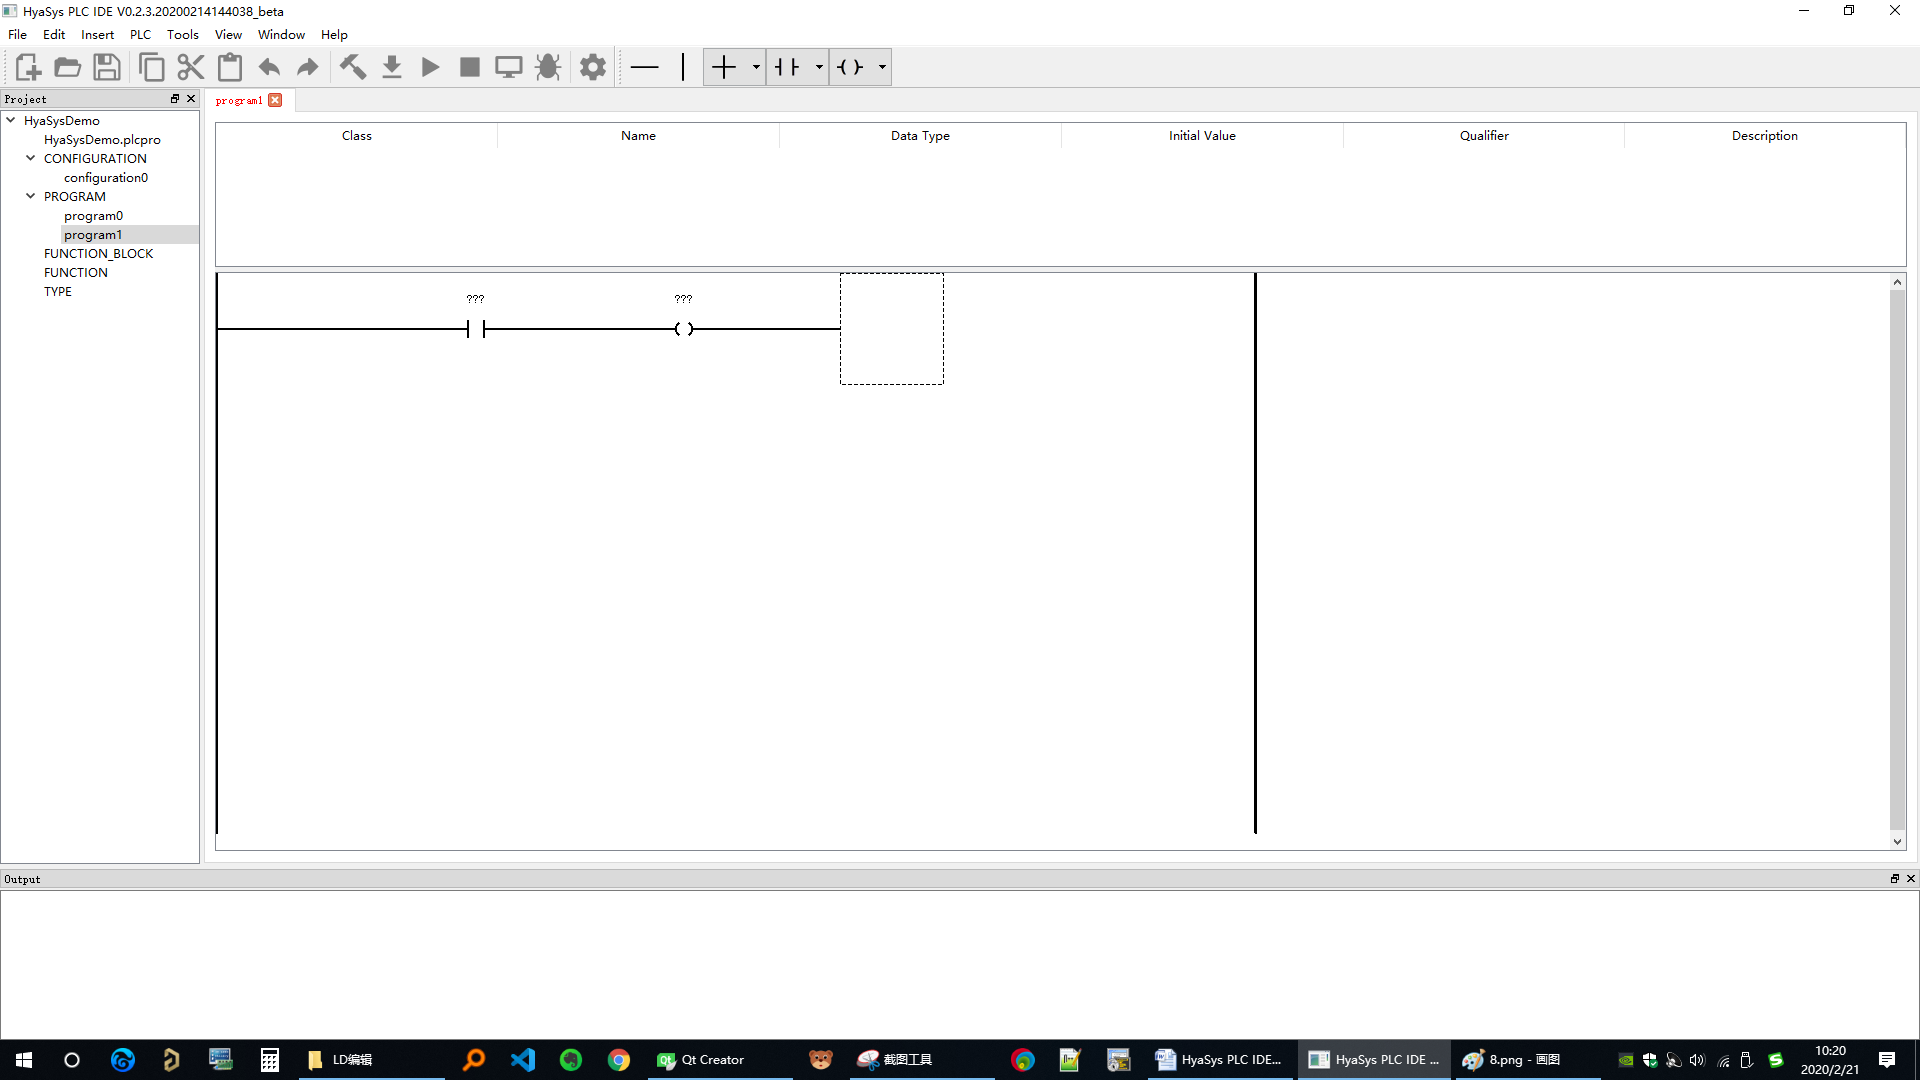 HyaSys PLC IDE V0.2.3.20200214144038_beta
File Edit Insert PLC Tools View Window Help
Project
program1
HyaSysDemo
HyaSysDemo.plcpro
CONFIGURATION
configuration0
PROGRAM
program0
program1
FUNCTION_BLOCK
FUNCTION
TYPE
Class Name Data Type Initial Value Qualifier Description
??? ???
Output
LD编辑
Qt Creator
截图工具
HyaSys PLC IDE...
HyaSys PLC IDE ...
8.png - 画图
10:20
2020/2/21